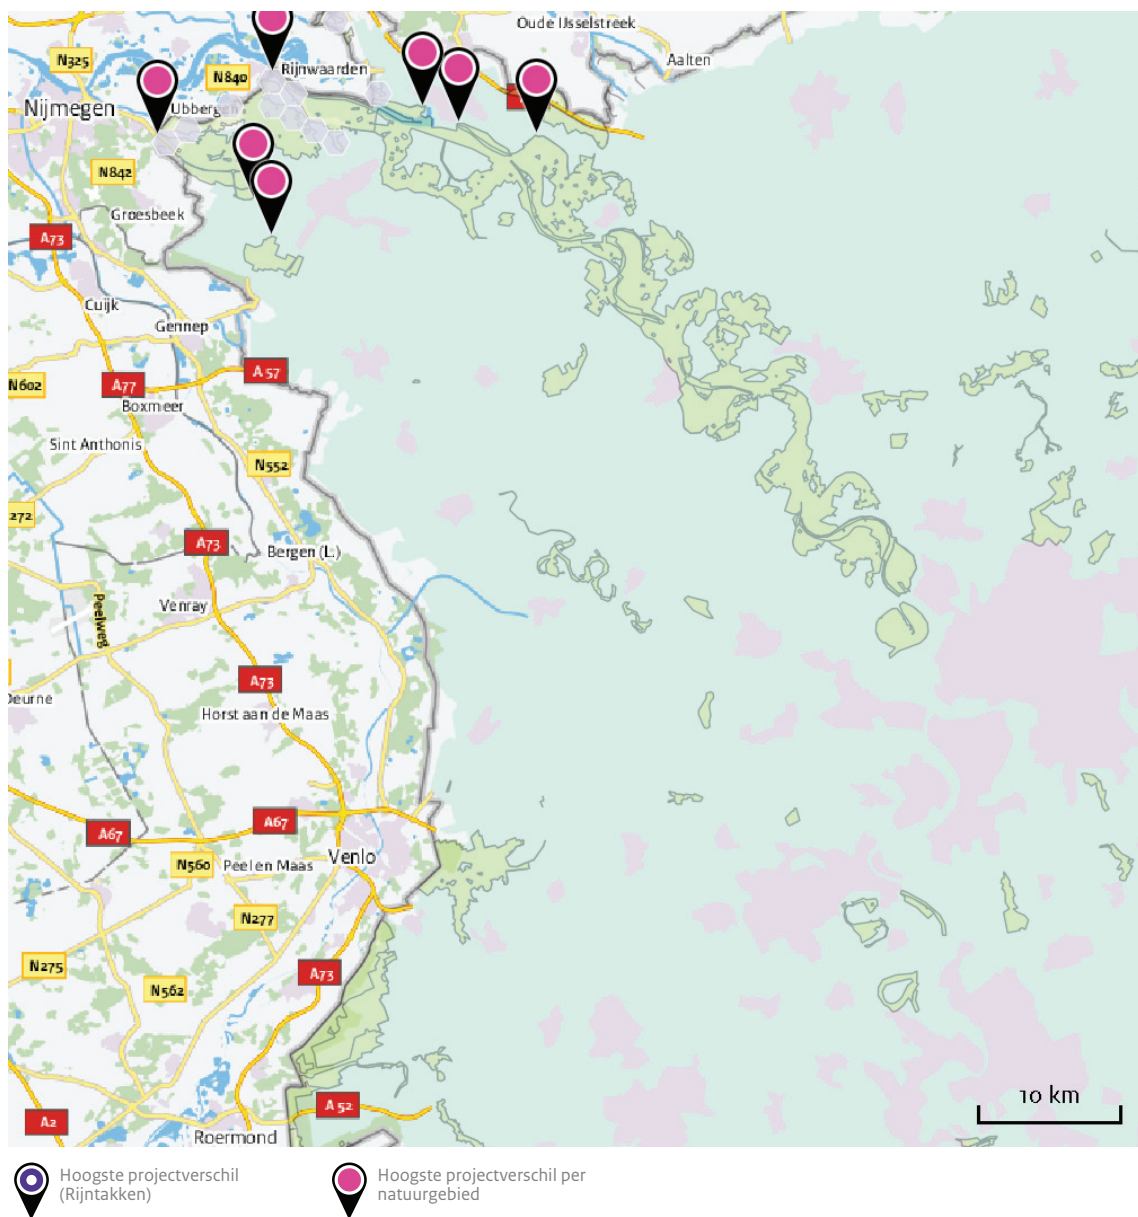 Oude IJsselstreek
Aalten
N325
N840
Rijnwaarden
Nijmegen
Ubbergen
N842
Groesbeek
A73
Cuijk
Gennep
A 57
N602
A77
Boxmeer
Sint Anthonis
N552
272
A73
Bergen (L.)
Venray
Peelweg
A73
Deurne
Horst aan de Maas
A67
A67
Venlo
N560
Peel en Maas
N277
N275
A73
N562
A2
A 52
Roermond
10 km
Hoogste projectverschil
(Rijntakken)
Hoogste projectverschil per
natuurgebied